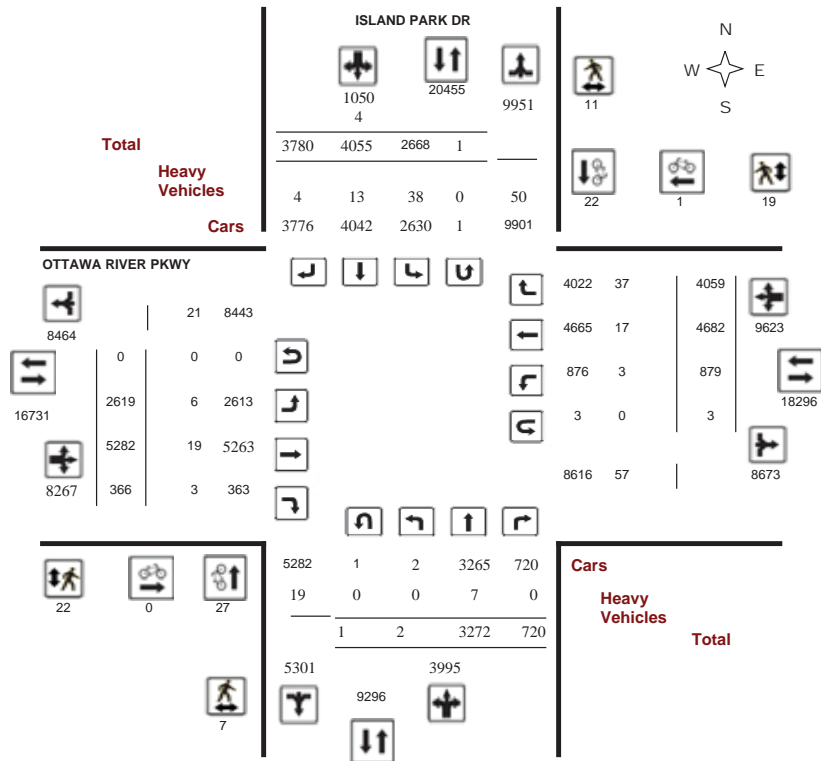 ISLAND PARK DR
N
W E
S
1050
4
20455
9951
11
Total
3780 4055 2668 1
Heavy
Vehicles
4 13 38 0 50
22 1 19
Cars
3776 4042 2630 1 9901
OTTAWA RIVER PKWY
8464
21 8443
4022 37 4059
9623
0 0 0
4665 17 4682
16731
2619 6 2613
876 3 879
18296
5282 19 5263
3 0 3
8267
366 3 363
8616 57
8673
5282 1 2 3265 720
Cars
22 0 27
19 0 0 7 0
Heavy
Vehicles
1 2 3272 720
Total
5301 3995
9296
7